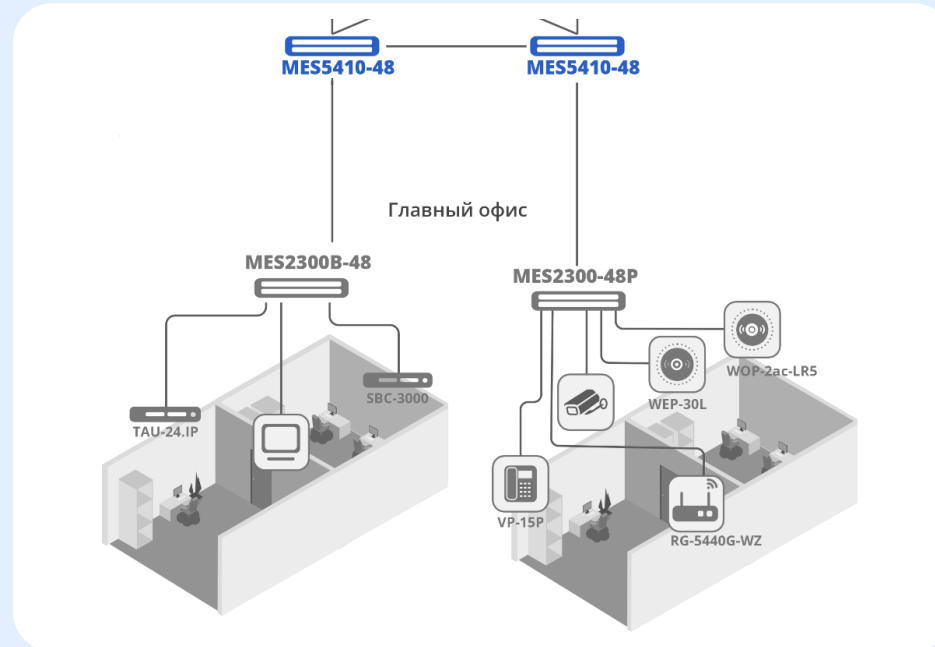 MES5410-48
MES5410-48
Главный офис
MES2300B-48
MES2300-48P
WOP-2ac-LR5
SBC-3000
WEP-30L
TAU-24.IP
VP-15P
RG-5440G-WZ